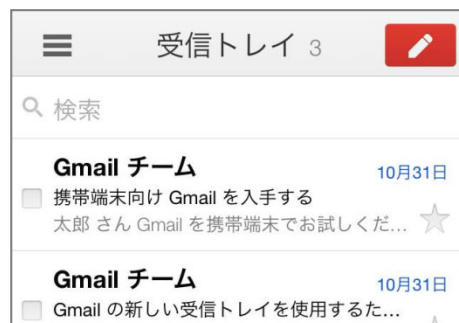 受信トレイ 3
検索
Gmail チーム
10月31日
携帯端末向け Gmail を入手する
太郎 さん Gmail を携帯端末でお試しくだ...
Gmail チーム
10月31日
Gmail の新しい受信トレイを使用するた...